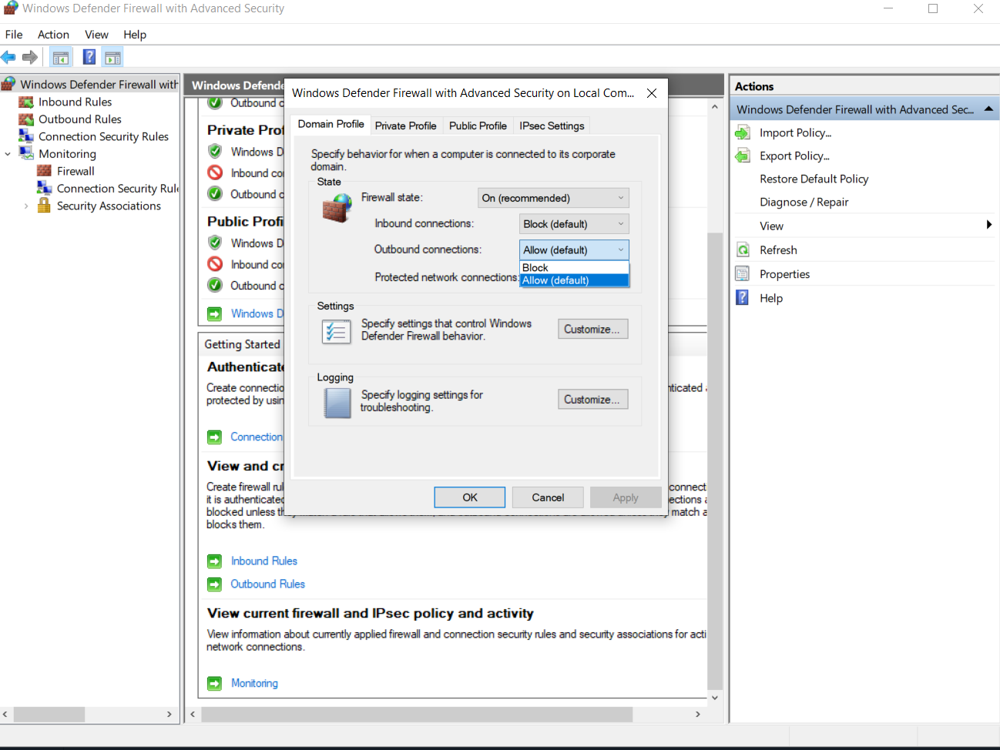 Windows Defender Firewall with Advanced Security
File Action View Help
Windows Defender Firewall with
Inbound Rules
Outbound Rules
Connection Security Rules
Monitoring
Firewall
Connection Security Rul
Security Associations
Windows Defende
Outbound c
Private Prof
Windows D
Inbound co
Outbound c
Public Profi
Windows D
Inbound co
Outbound c
Windows D
Getting Started
Authenticate
Create connectio
protected by usin
nticated a
Connection
View and cr
Create firewall rul
connect
it is authenticated
ections a
blocked unless th
match a
blocks them.
Inbound Rules
Outbound Rules
View current firewall and IPsec policy and activity
View information about currently applied firewall and connection security rules and security associations for acti
network connections.
Monitoring
Windows Defender Firewall with Advanced Security on Local Com...
Domain Profile Private Profile Public Profile IPsec Settings
Specify behavior for when a computer is connected to its corporate
domain.
State
Firewall state: On (recommended)
Inbound connections: Block (default)
Outbound connections: Allow (default)
Block
Protected network connections:
Allow (default)
Settings
Specify settings that control Windows
Defender Firewall behavior.
Customize...
Logging
Specify logging settings for
troubleshooting.
Customize...
OK Cancel Apply
Actions
Windows Defender Firewall with Advanced Sec...
Import Policy...
Export Policy...
Restore Default Policy
Diagnose / Repair
View
Refresh
Properties
Help